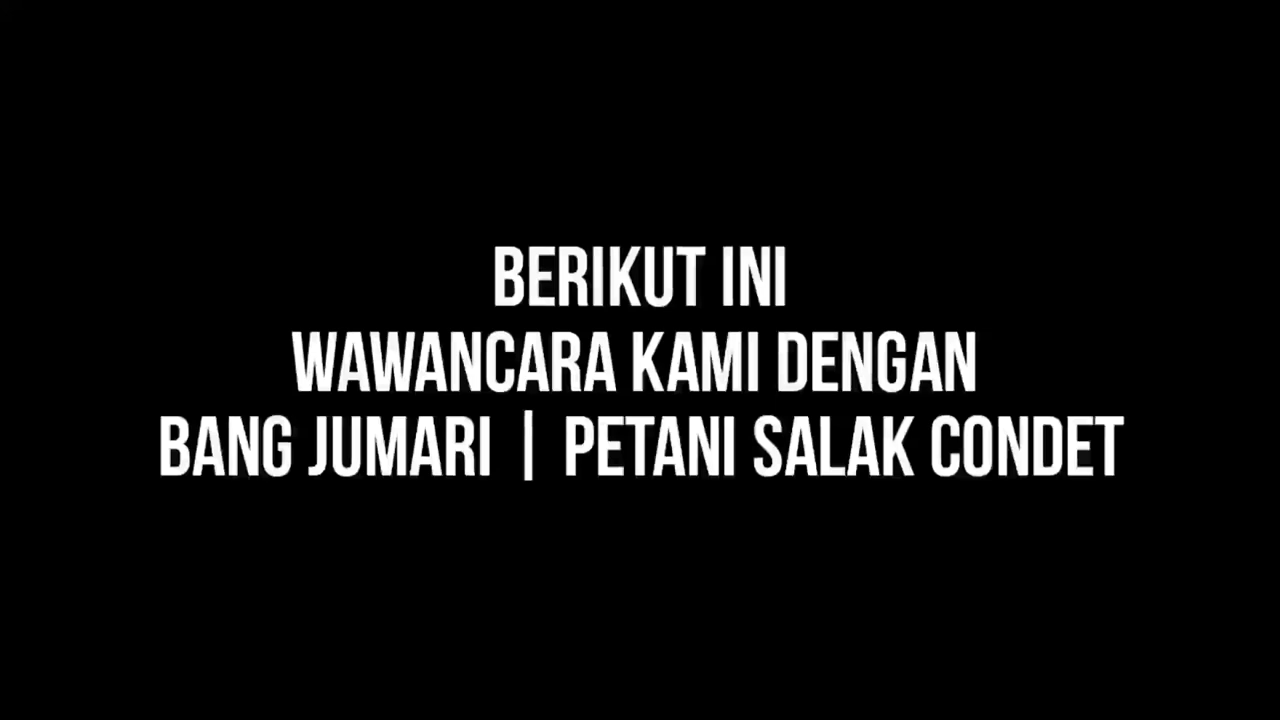 BERIKUT INI
WAWANCARA KAMI DENGAN
BANG JUMARI | PETANI SALAK CONDET